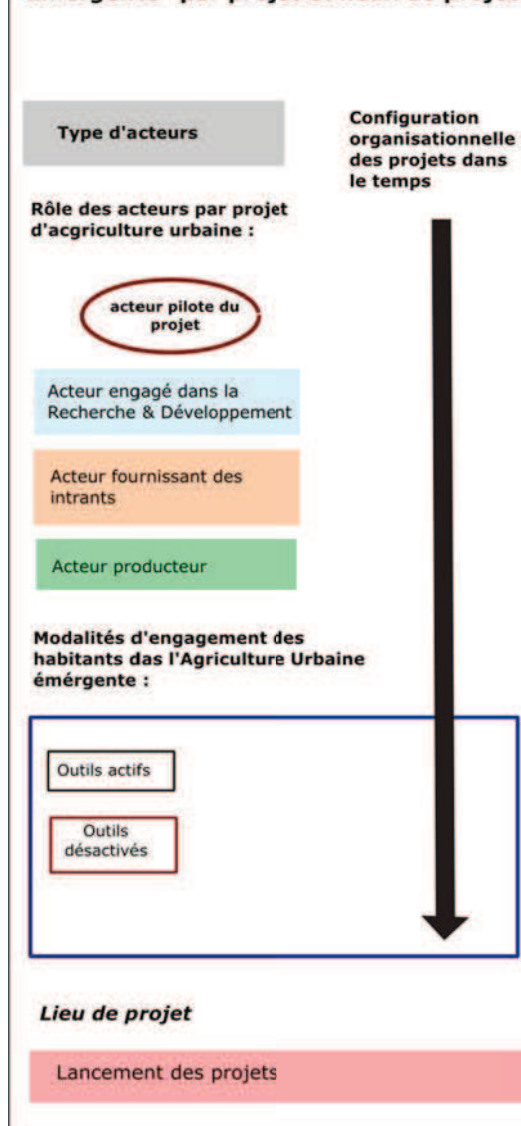 Type d'acteurs
Configuration
organisationnelle
des projets dans
le temps
Rôle des acteurs par projet
d'acgriculture urbaine :
acteur pilote du
projet
Acteur engagé dans la
Recherche & Développement
Acteur fournissant des
intrants
Acteur producteur
Modalités d'engagement des
habitants das l'Agriculture Urbaine
émérgente :
Outils actifs
Outils
désactivés
Lieu de projet
Lancement des projets